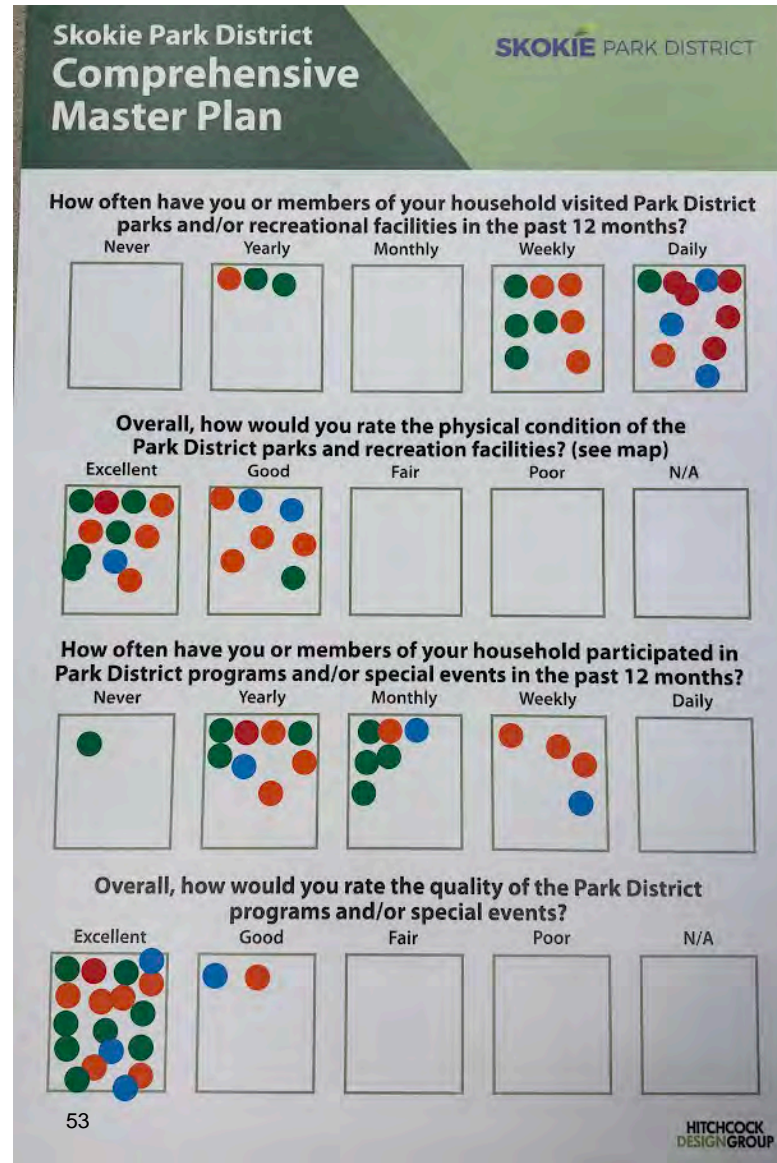 Skokie Park District
Comprehensive
Master Plan
SKOKIE PARK DISTRICT
How often have you or members of your household visited Park District
parks and/or recreational facilities in the past 12 months?
Never Yearly Monthly Weekly Daily
Overall, how would you rate the physical condition of the
Park District parks and recreation facilities? (see map)
Excellent Good Fair Poor N/A
How often have you or members of your household participated in
Park District programs and/or special events in the past 12 months?
Never Yearly Monthly Weekly Daily
Overall, how would you rate the quality of the Park District
programs and/or special events?
Excellent Good Fair Poor N/A
53
HITCHCOCK
DESIGNGROUP